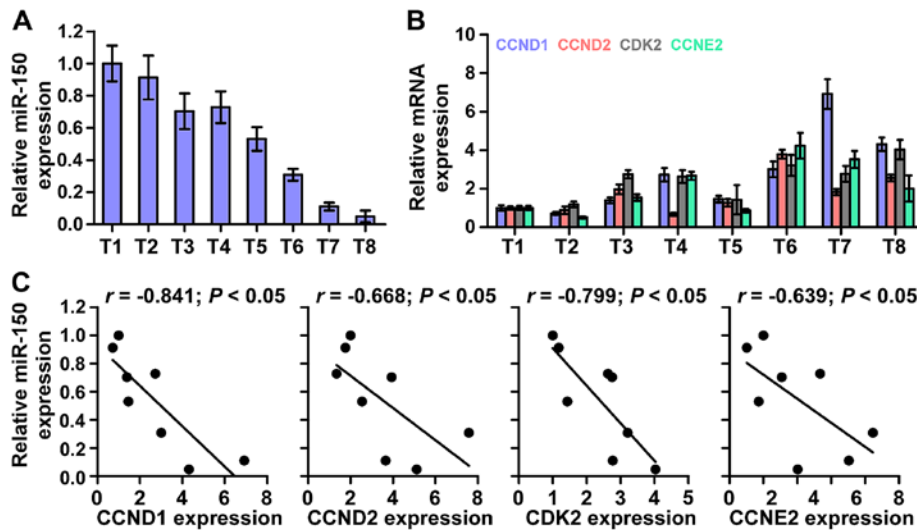 A
Relative miR-150
expression
1.2
1.0
0.8
0.6
0.4
0.2
0.0
T1 T2 T3 T4 T5 T6 T7 T8
B
Relative mRNA
expression
CCND1 CCND2 CDK2 CCNE2
10
8
6
4
2
0
T1 T2 T3 T4 T5 T6 T7 T8
C
r = -0.841; P < 0.05 r = -0.668; P < 0.05 r = -0.799; P < 0.05 r = -0.639; P < 0.05
Relative miR-150
expression
1.2
1.0
0.8
0.6
0.4
0.2
0.0
0 2 4 6 8 0 2 4 6 8 0 1 2 3 4 5 0 2 4 6 8
CCND1 expression CCND2 expression CDK2 expression CCNE2 expression